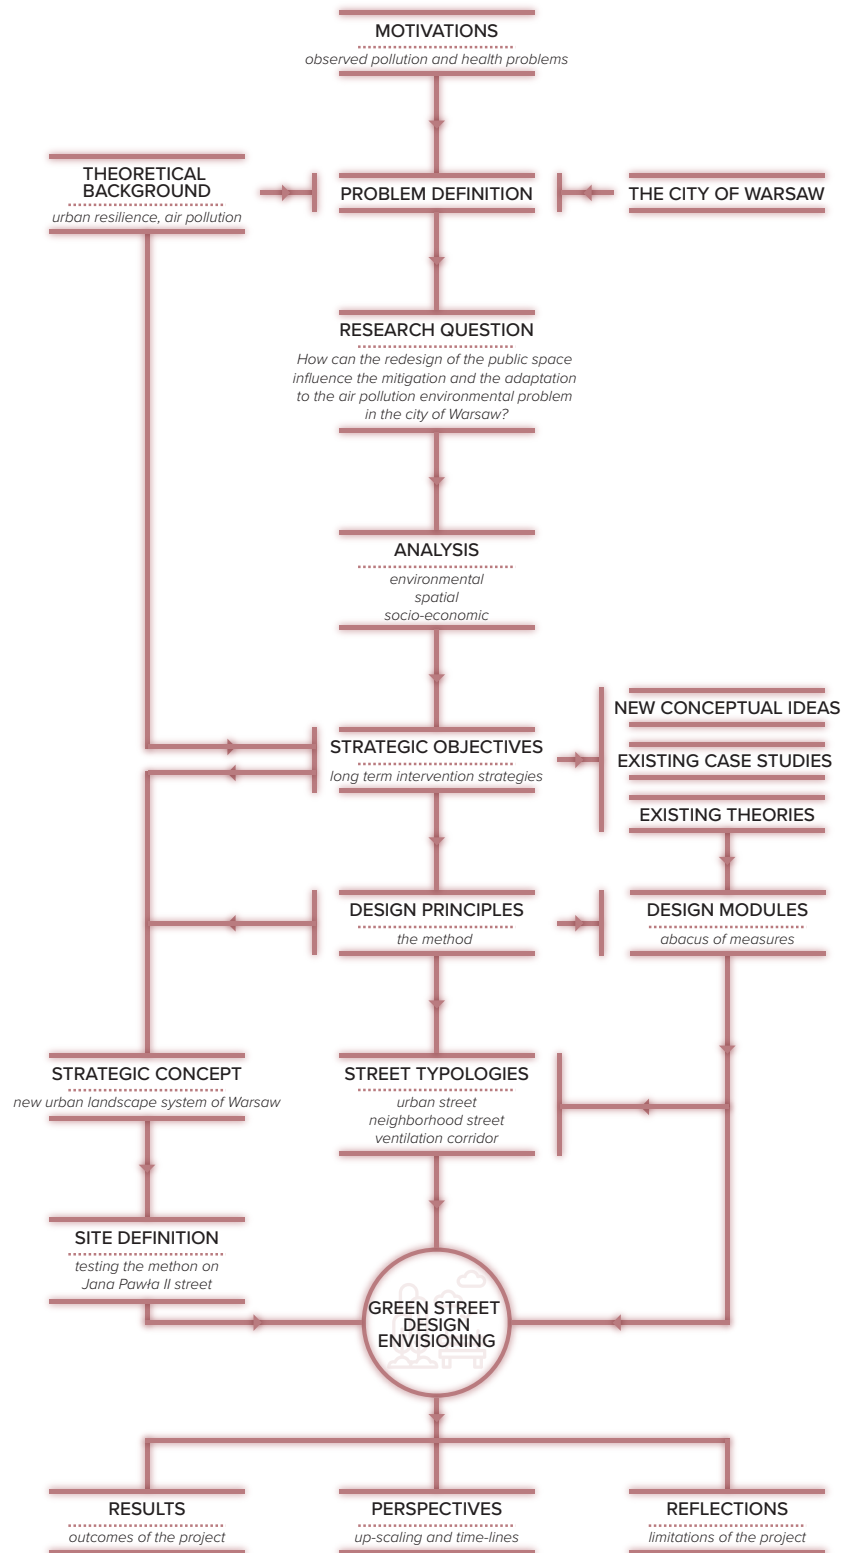 MOTIVATIONS
observed pollution and health problems
THEORETICAL
BACKGROUND
urban resilience, air pollution
PROBLEM DEFINITION
THE CITY OF WARSAW
RESEARCH QUESTION
How can the redesign of the public space
influence the mitigation and the adaptation
to the air pollution environmental problem
in the city of Warsaw?
ANALYSIS
environmental
spatial
socio-economic
STRATEGIC OBJECTIVES
long term intervention strategies
NEW CONCEPTUAL IDEAS
EXISTING CASE STUDIES
EXISTING THEORIES
DESIGN PRINCIPLES
the method
DESIGN MODULES
abacus of measures
STRATEGIC CONCEPT
new urban landscape system of Warsaw
STREET TYPOLOGIES
urban street
neighborhood street
ventilation corridor
SITE DEFINITION
testing the methon on
Jana Pawła II street
GREEN STREET
DESIGN
ENVISIONING
RESULTS
outcomes of the project
PERSPECTIVES
up-scaling and time-lines
REFLECTIONS
limitations of the project